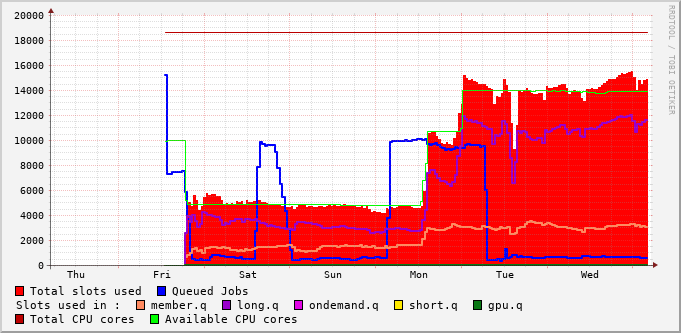 RRDTOOL / TOBI OETIKER
20000
18000
16000
14000
12000
10000
8000
6000
4000
2000
0
Thu Fri Sat Sun Mon Tue Wed
Total slots used Queued Jobs
Slots used in : member.q long.q ondemand.q short.q gpu.q
Total CPU cores Available CPU cores